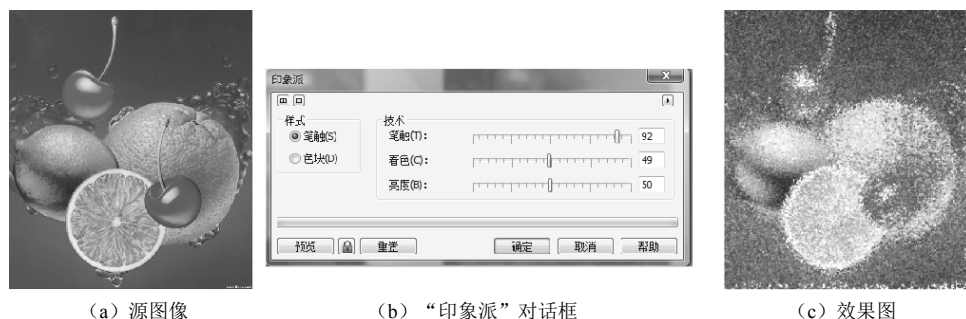 印象派
样式
笔触(S)
色块(D)
技术
笔触(T): 92
着色(C): 49
亮度(B): 50
预览 重置 确定 取消 帮助
(a) 源图像 (b) “印象派”对话框 (c) 效果图